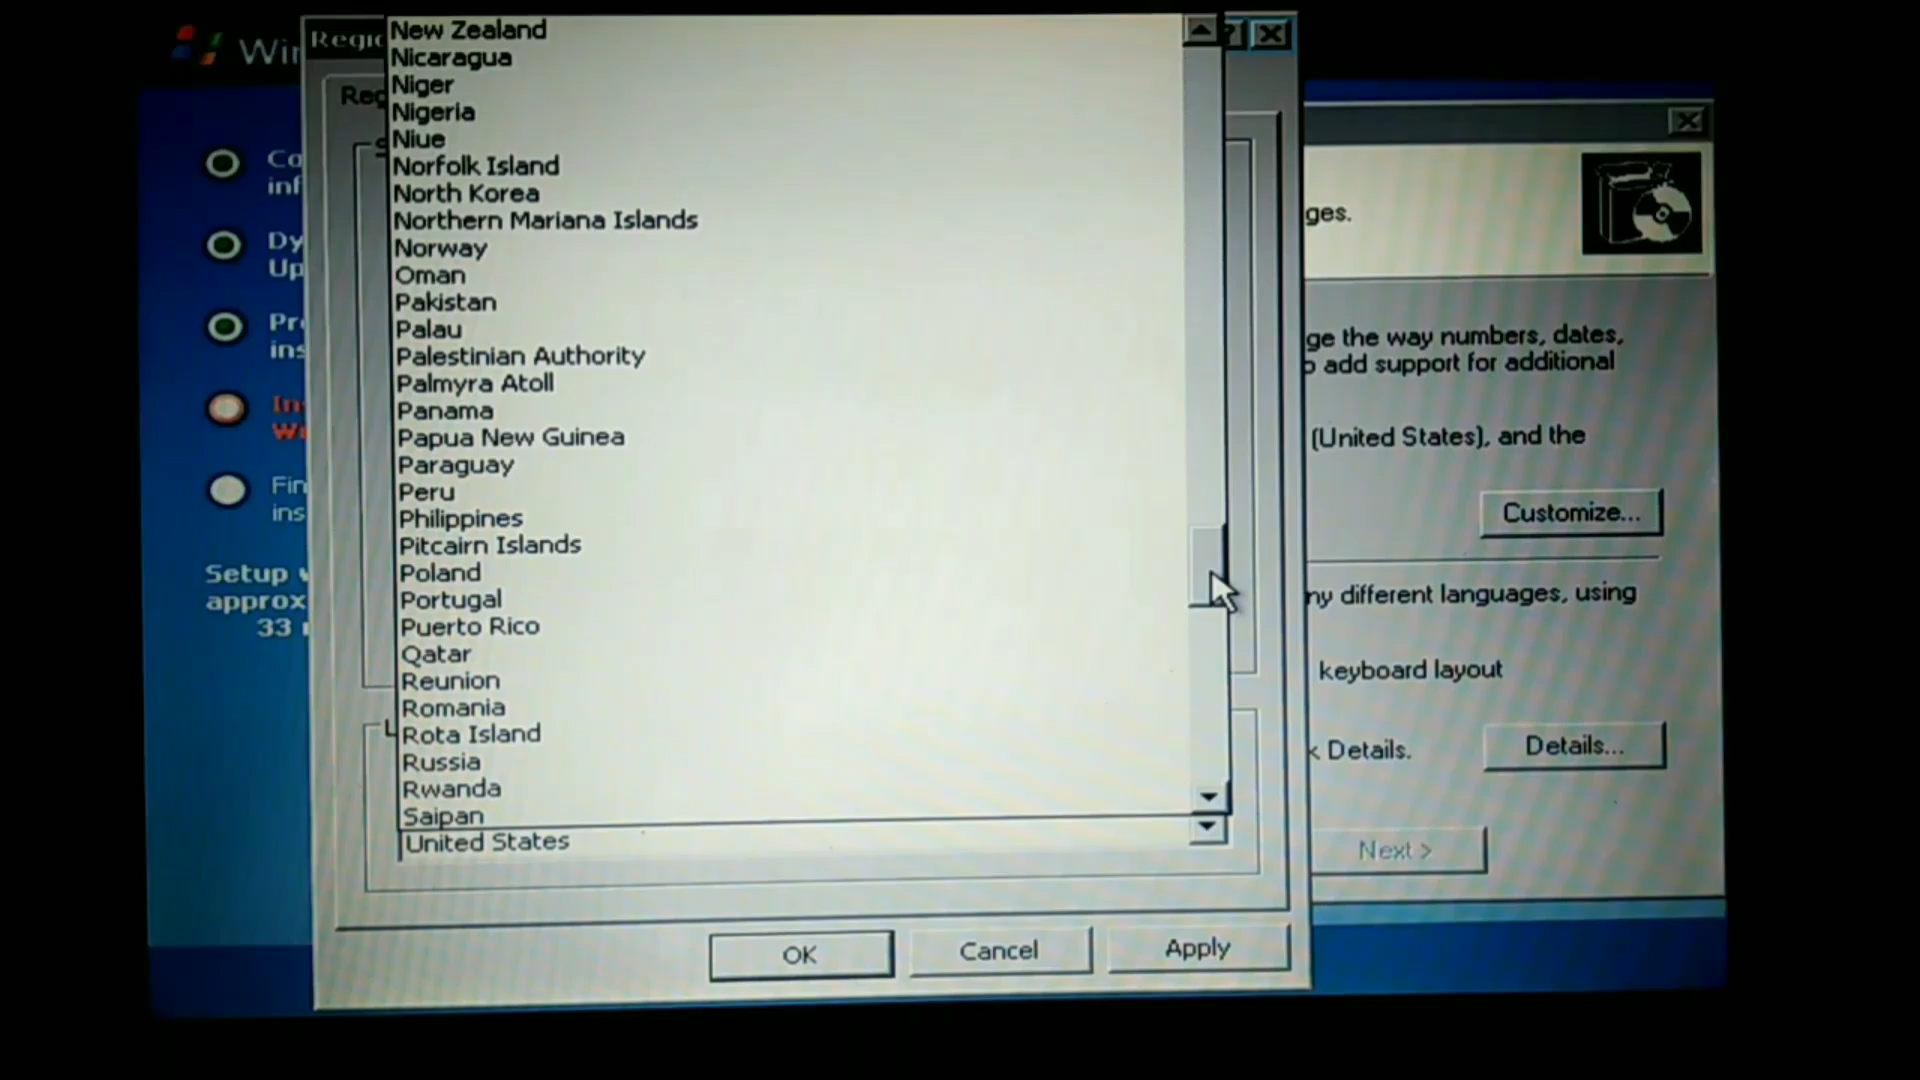 New Zealand
Nicaragua
Niger
Nigeria
Niue
Norfolk Island
North Korea
Northern Mariana Islands
Norway
Oman
Pakistan
Palau
Palestinian Authority
Palmyra Atoll
Panama
Papua New Guinea
Paraguay
Peru
Philippines
Pitcairn Islands
Poland
Portugal
Puerto Rico
Qatar
Reunion
Romania
Rota Island
Russia
Rwanda
Saipan
United States
OK
Cancel
Apply
Setup
approx
33
ge the way numbers, dates,
add support for additional
(United States), and the
Customize...
ny different languages, using
keyboard layout
Details.
Details...
Next >